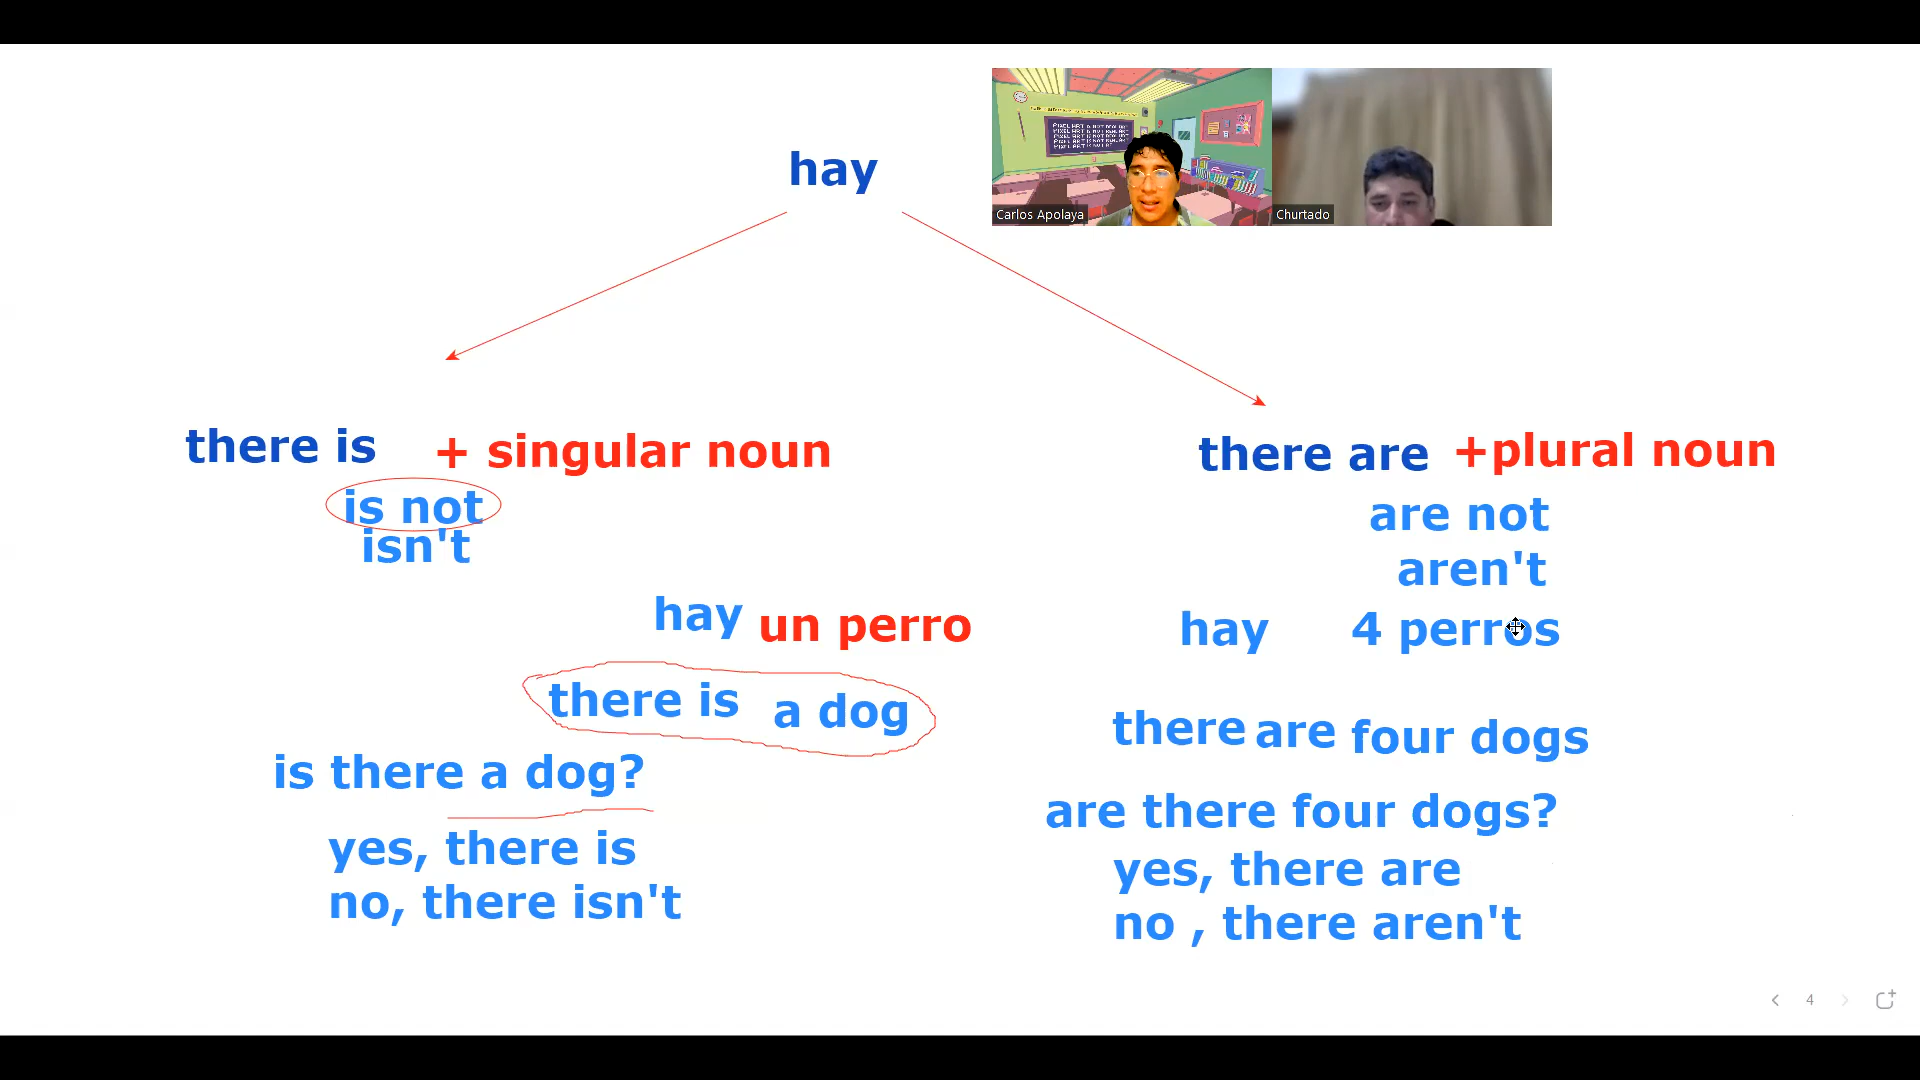 hay
Carlos Apolaya
Churtado
there is + singular noun
is not
isn't
hay un perro
there is a dog
is there a dog?
yes, there is
no, there isn't
there are +plural noun
are not
aren't
hay 4 perros
there are four dogs
are there four dogs?
yes, there are
no , there aren't
4